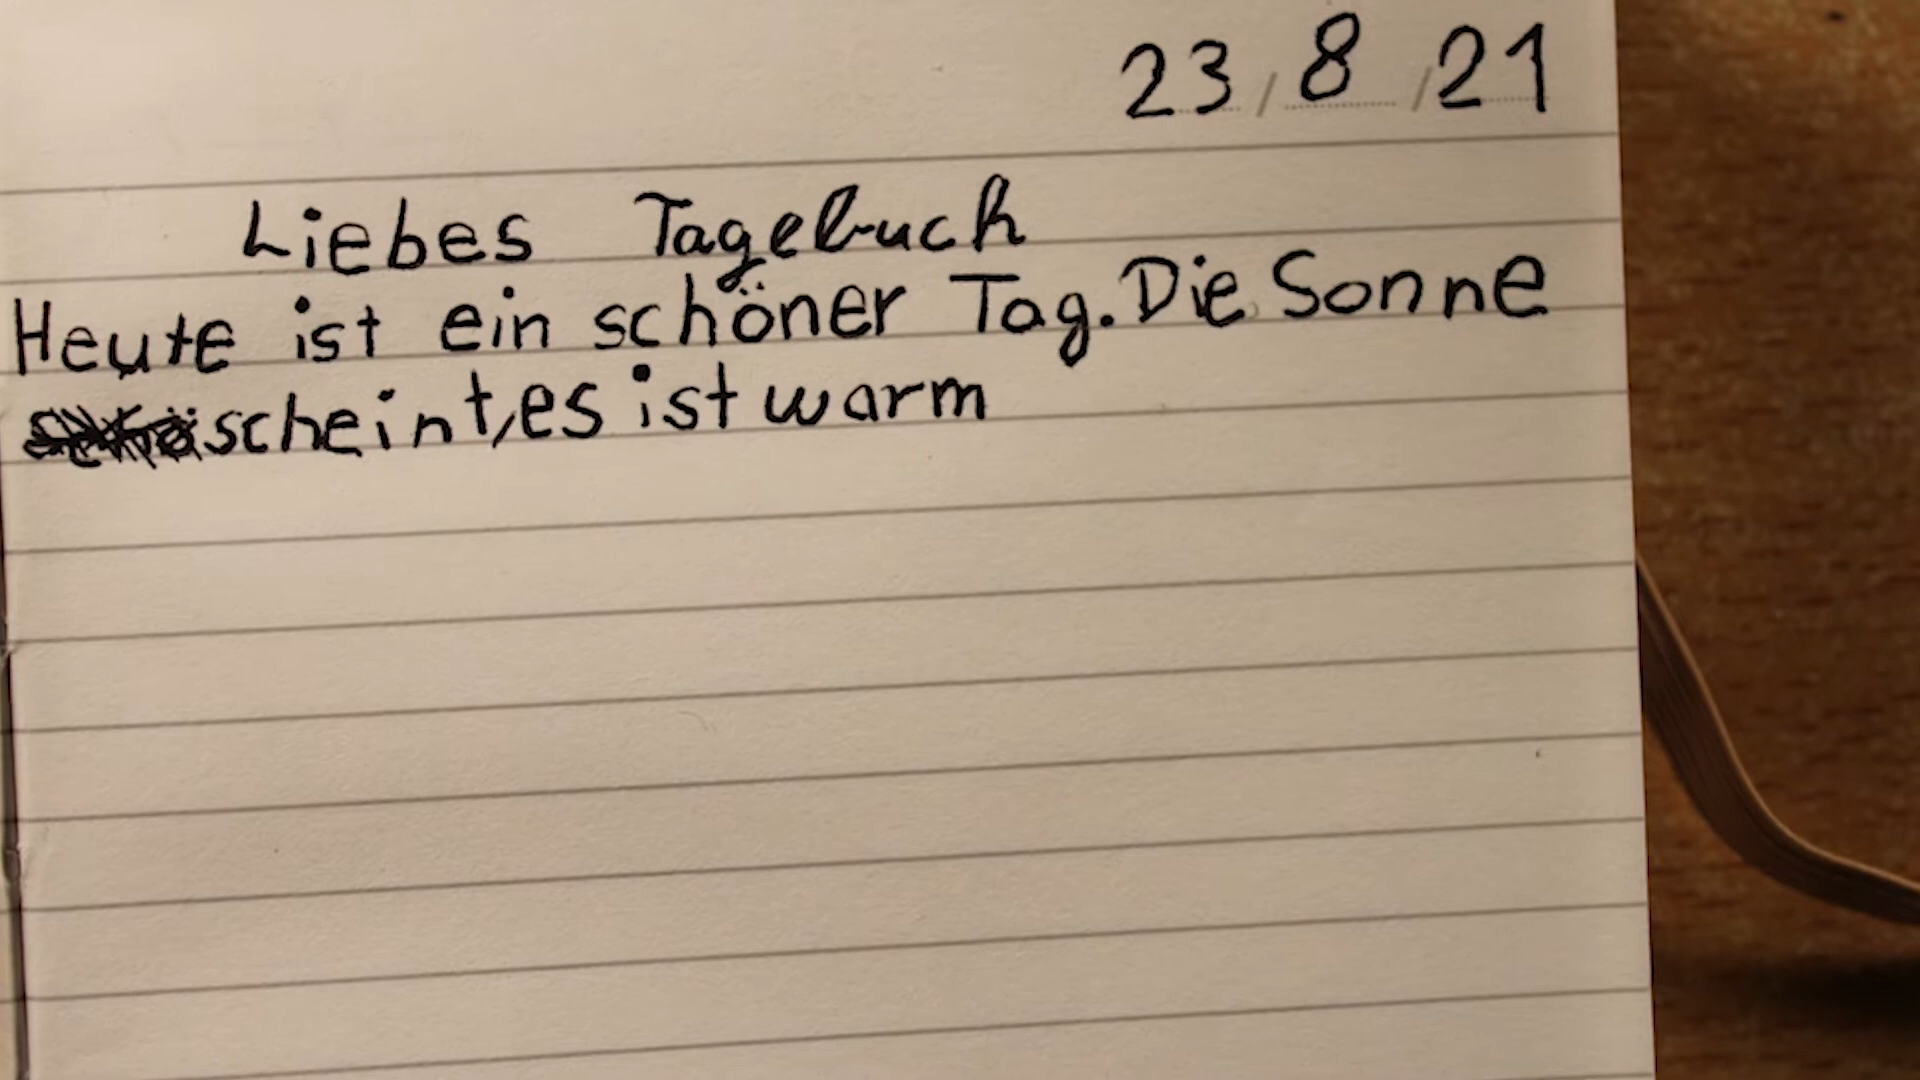 23/8/21
Liebes Tagebuch
Heute ist ein schöner Tag. Die Sonne
scheint, es ist warm